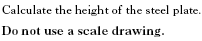 Calculate the height of the steel plate.
Do not use a scale drawing.